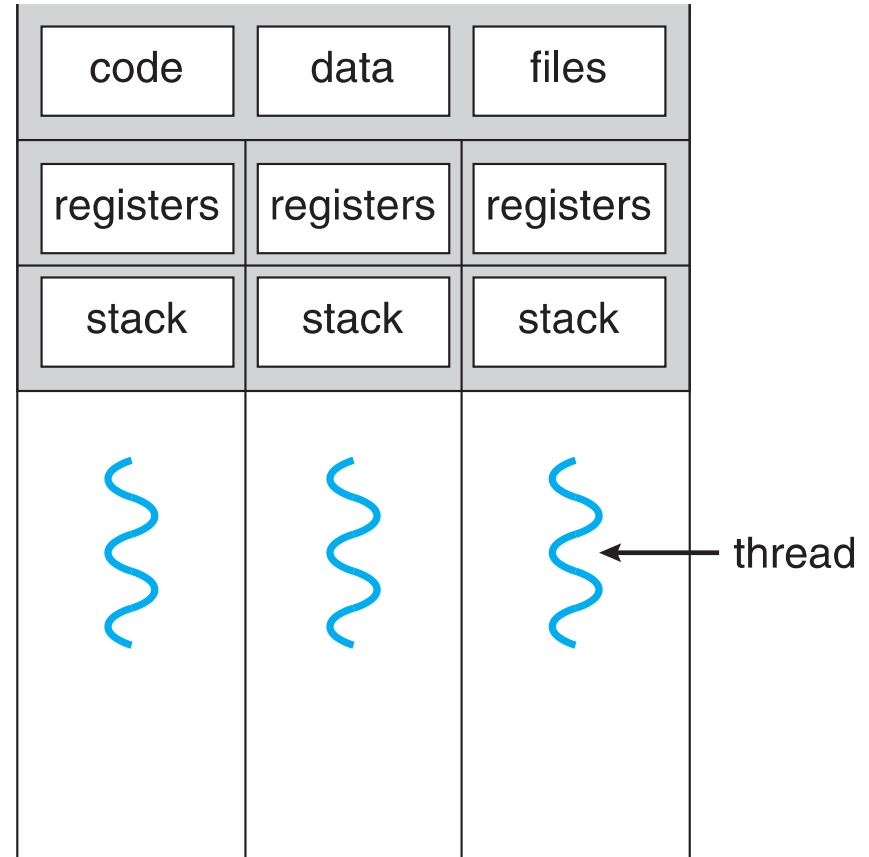 code data files
registers registers registers
stack stack stack
thread